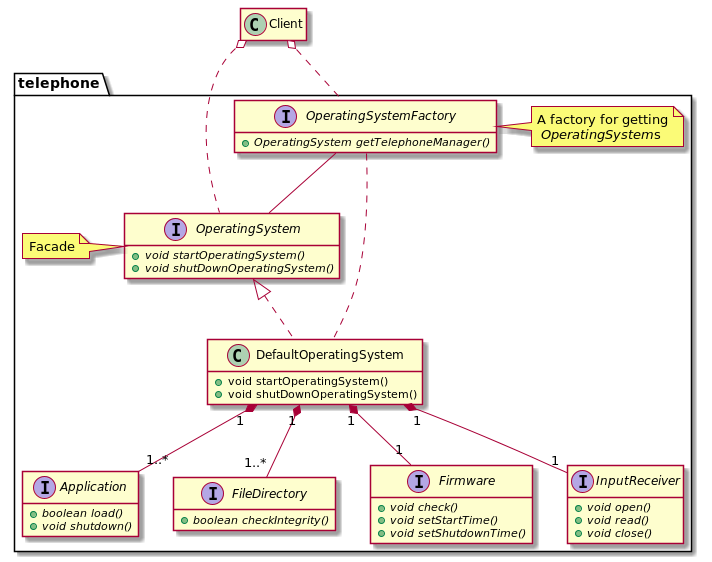 C Client
telephone
I OperatingSystemFactory
OperatingSystem getTelephoneManager()
A factory for getting
OperatingSystems
I OperatingSystem
void startOperatingSystem()
void shutDownOperatingSystem()
Facade
C DefaultOperatingSystem
void startOperatingSystem()
void shutDownOperatingSystem()
1 1 1 1
1..* 1..* 1 1
I Application
boolean load()
void shutdown()
I FileDirectory
boolean checkIntegrity()
I Firmware
void check()
void setStartTime()
void setShutdownTime()
I InputReceiver
void open()
void read()
void close()